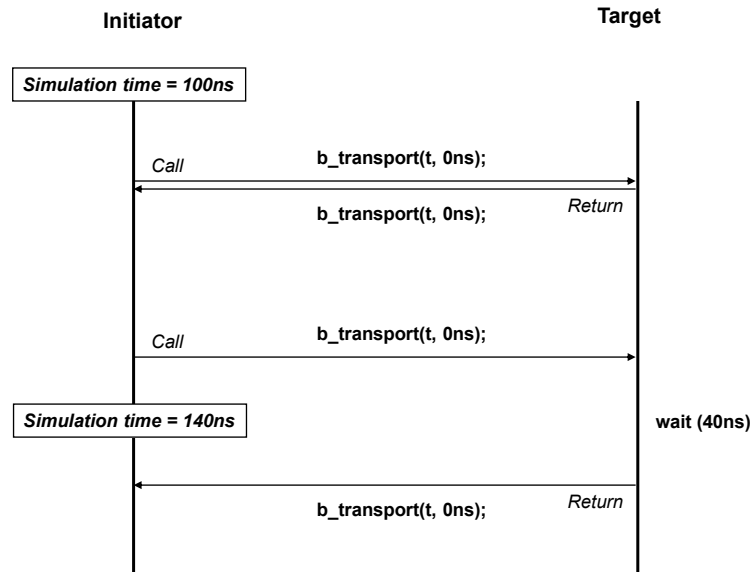 Initiator
Target
Simulation time = 100ns
Call
b_transport(t, 0ns);
b_transport(t, 0ns);
Return
Call
b_transport(t, 0ns);
Simulation time = 140ns
wait (40ns)
b_transport(t, 0ns);
Return